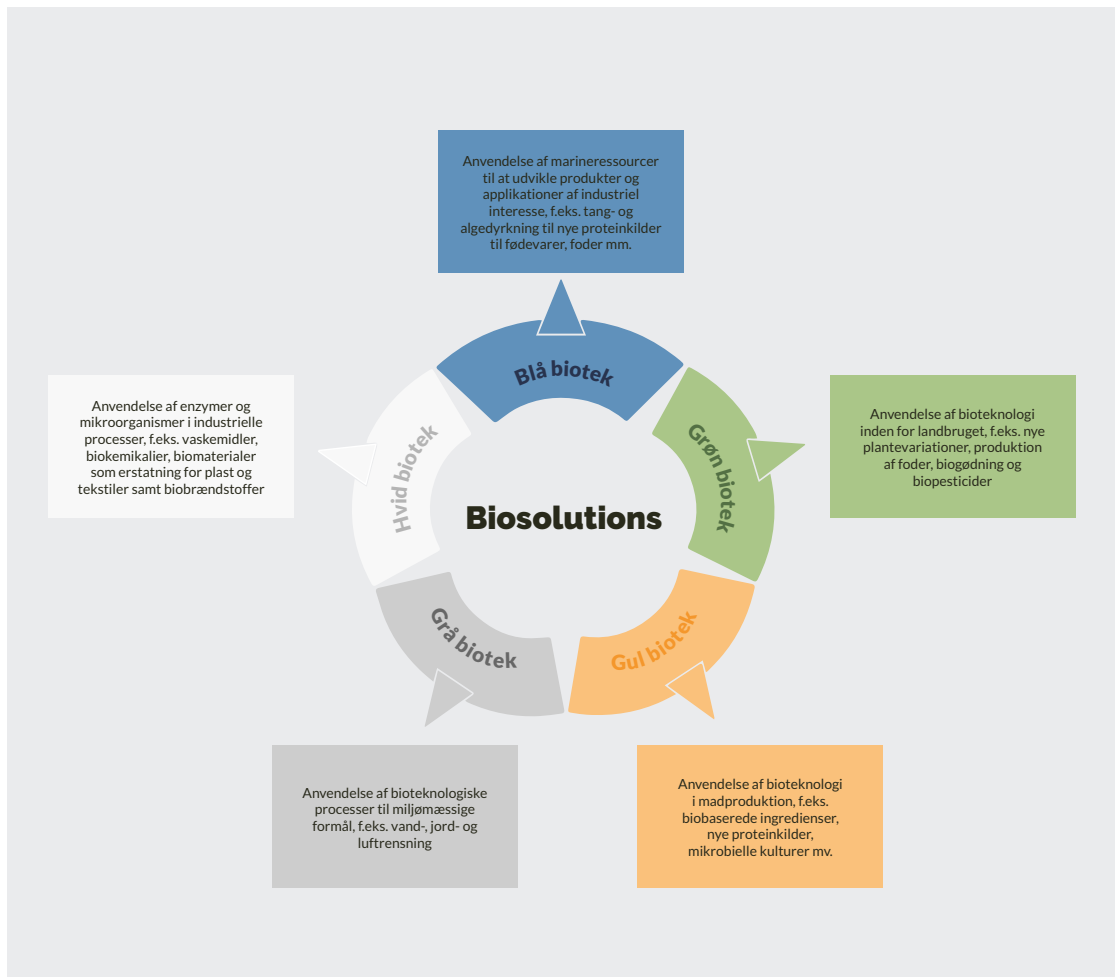 Anvendelse af marineressourcer
til at udvikle produkter og
applikationer af industriel
interesse, f.eks. tang- og
algedyrkning til nye proteinkilder
til fødevarer, foder mm.
Blå biotek
Anvendelse af enzymer og
mikroorganismer i industrielle
processer, f.eks. vaskemidler,
biokemikalier, biomaterialer
som erstatning for plast og
tekstiler samt biobrændstoffer
Hvid biotek
Grøn biotek
Anvendelse af bioteknologi
inden for landbruget, f.eks. nye
plantevariationer, produktion
af foder, biogødning og
biopesticider
Biosolutions
Grå biotek
Gul biotek
Anvendelse af bioteknologiske
processer til miljømæssige
formål, f.eks. vand-, jord- og
luftrensning
Anvendelse af bioteknologi
i madproduktion, f.eks.
biobaserede ingredienser,
nye proteinkilder,
mikrobielle kulturer mv.